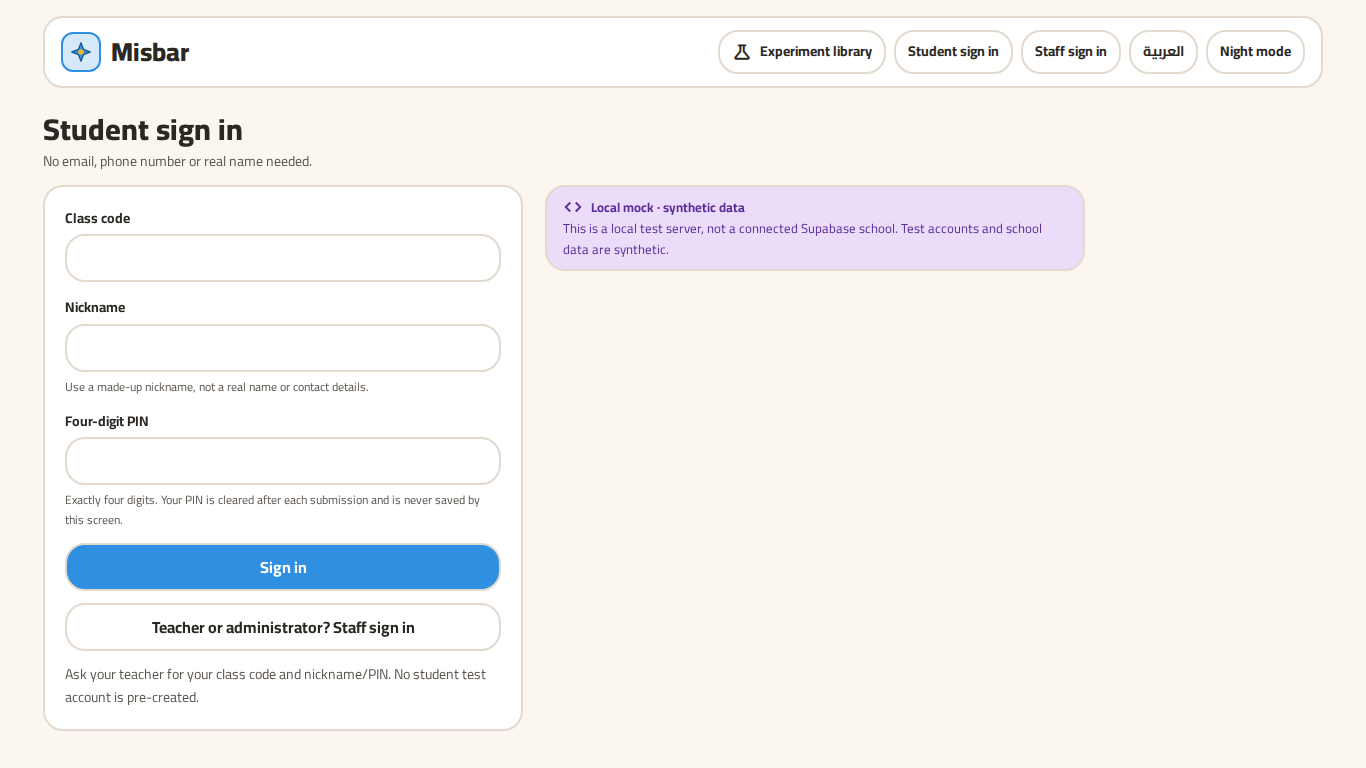 Misbar
Experiment library
Student sign in
Staff sign in
العربية
Night mode
Student sign in
No email, phone number or real name needed.
Class code
Nickname
Use a made-up nickname, not a real name or contact details.
Four-digit PIN
Exactly four digits. Your PIN is cleared after each submission and is never saved by
this screen.
Sign in
Teacher or administrator? Staff sign in
Ask your teacher for your class code and nickname/PIN. No student test
account is pre-created.
Local mock · synthetic data
This is a local test server, not a connected Supabase school. Test accounts and school
data are synthetic.